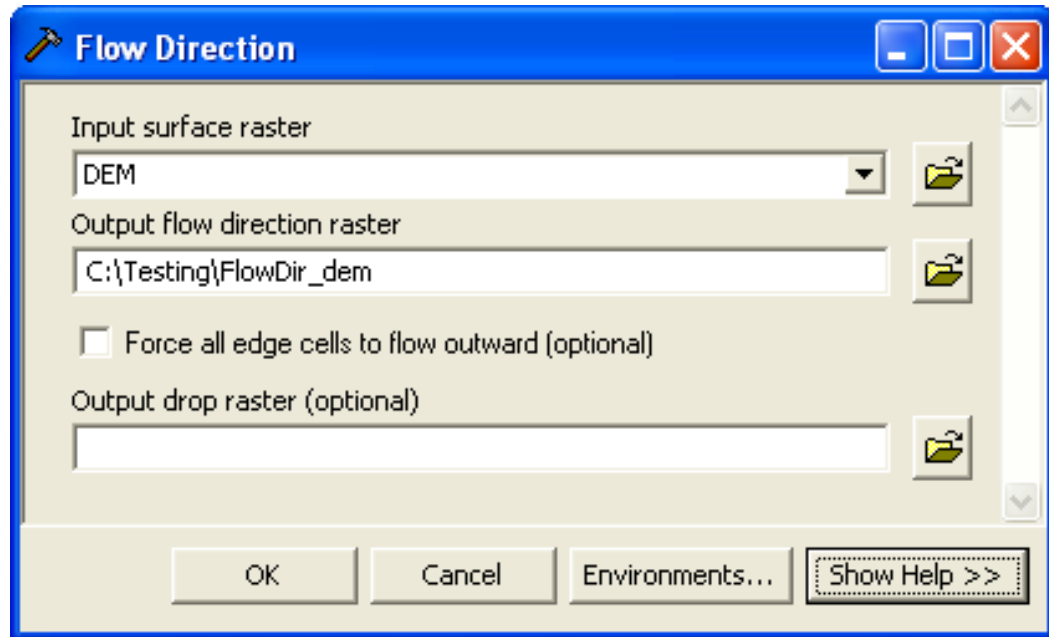 Flow Direction
Input surface raster
DEM
Output flow direction raster
C:\Testing\FlowDir_dem
Force all edge cells to flow outward (optional)
Output drop raster (optional)
OK Cancel Environments... Show Help >>